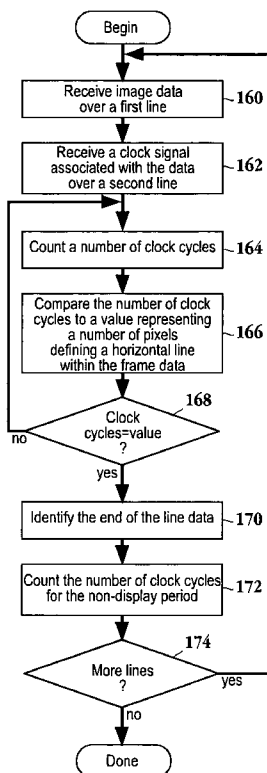 Begin
Receive image data
over a first line
160
Receive a clock signal
associated with the data
over a second line
162
Count a number of clock cycles
164
Compare the number of clock
cycles to a value representing
a number of pixels
defining a horizontal line
within the frame data
166
168
Clock
cycles=value
?
no
yes
Identify the end of the line data
170
Count the number of clock cycles
for the non-display period
172
174
More lines
?
yes
no
Done